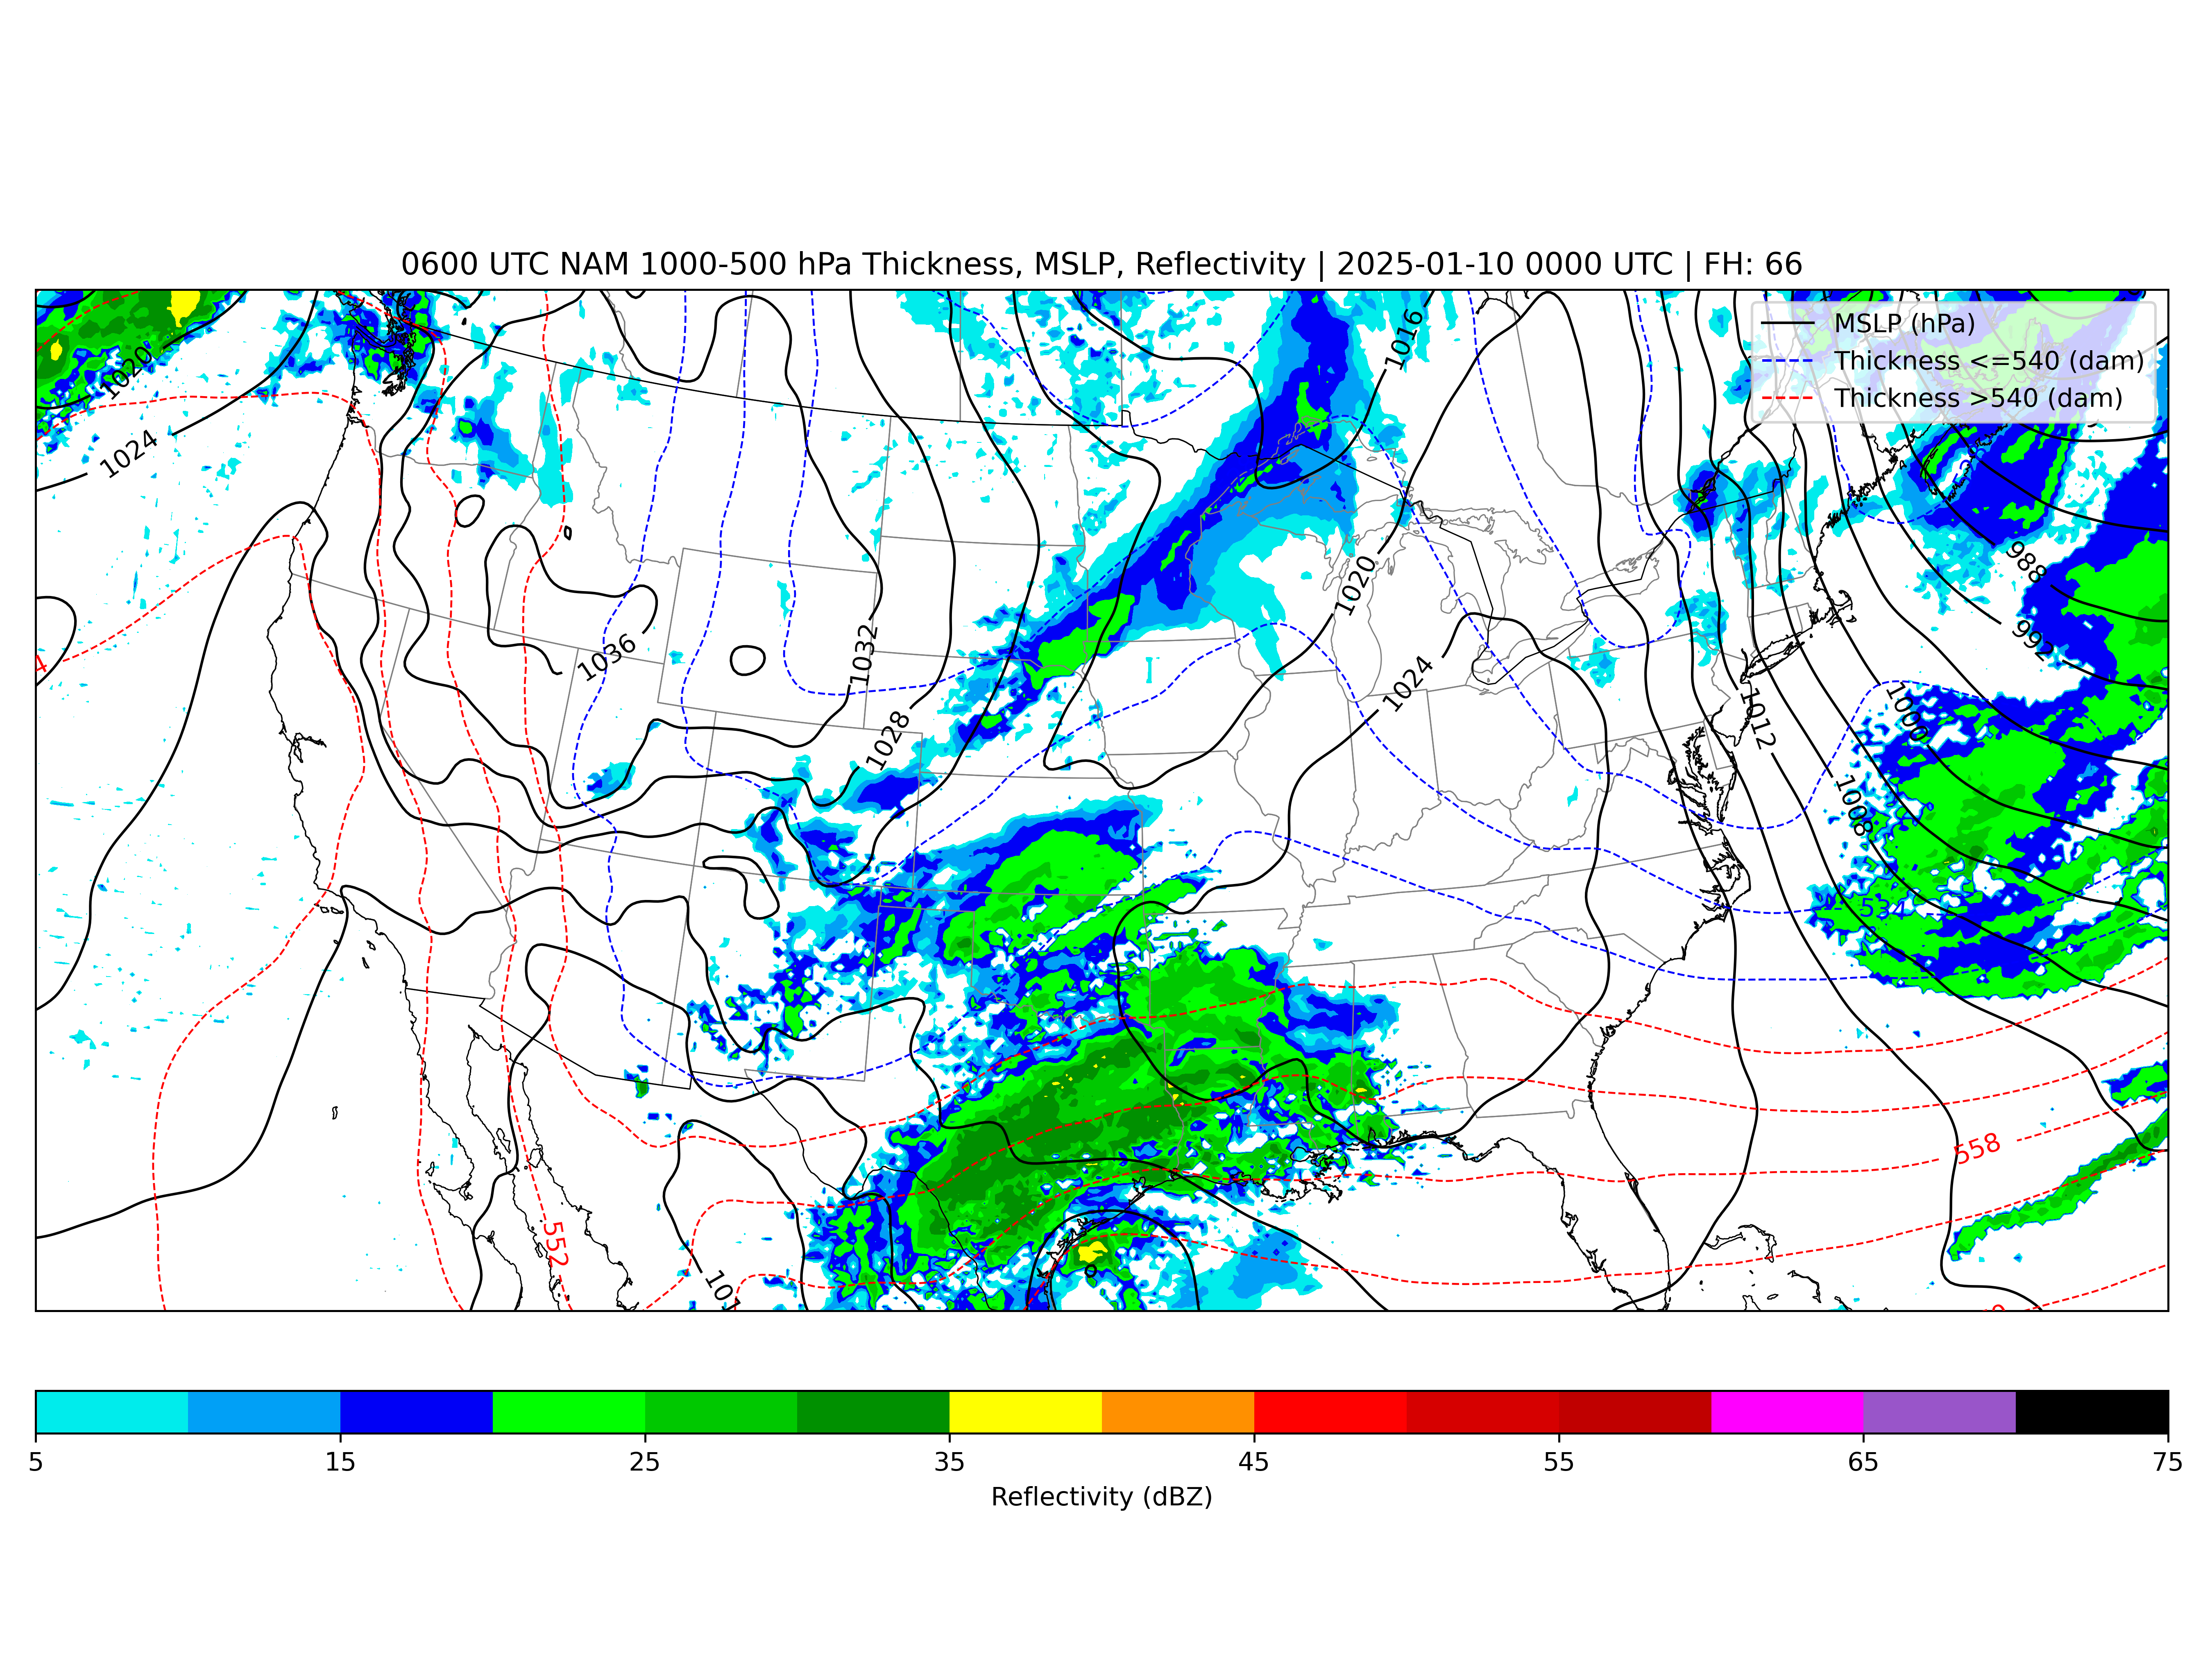 0600 UTC NAM 1000-500 hPa Thickness, MSLP, Reflectivity | 2025-01-10 0000 UTC | FH: 66
MSLP (hPa)
Thickness <=540 (dam)
Thickness >540 (dam)
1016
1020
1024
988
1020
992
1032
1036
1024
1000
1012
1028
1008
534
558
552
5 15 25 35 45 55 65 75
Reflectivity (dBZ)